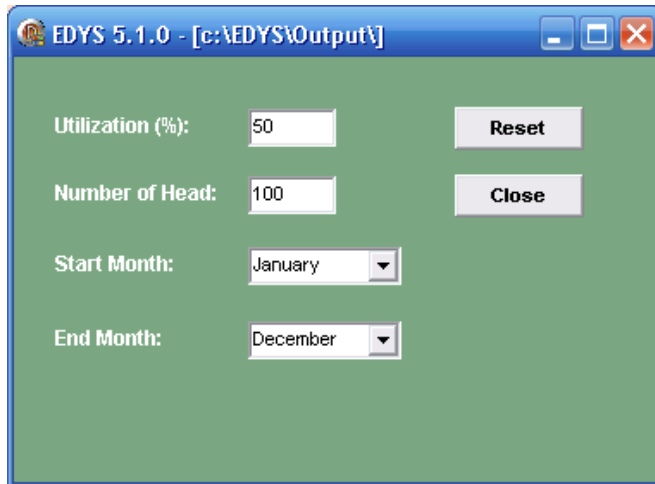 EDYS 5.1.0 - [c:\EDYS\Output\]
Utilization (%): 50 Reset
Number of Head: 100 Close
Start Month: January
End Month: December